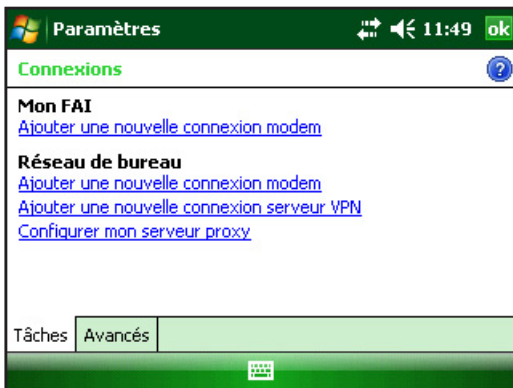 Paramètres 11:49 ok
Connexions ?
Mon FAI
Ajouter une nouvelle connexion modem
Réseau de bureau
Ajouter une nouvelle connexion modem
Ajouter une nouvelle connexion serveur VPN
Configurer mon serveur proxy
Tâches Avancés